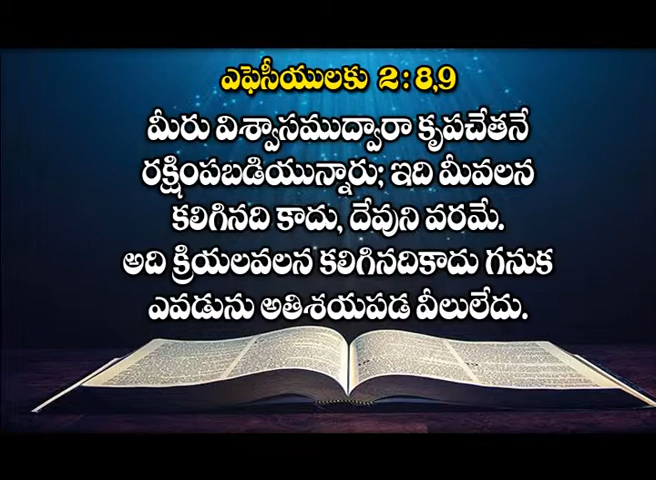 ఎఫెసీయులకు 2 : 8,9
మీరు విశ్వాసముద్వారా కృపచేతనే
రక్షింపబడియున్నారు; ఇది మీవలన
కలిగినది కాదు, దేవుని వరమే.
అది క్రియలవలన కలిగినదికాదు గనుక
ఎవడును అతిశయపడ వీలులేదు.